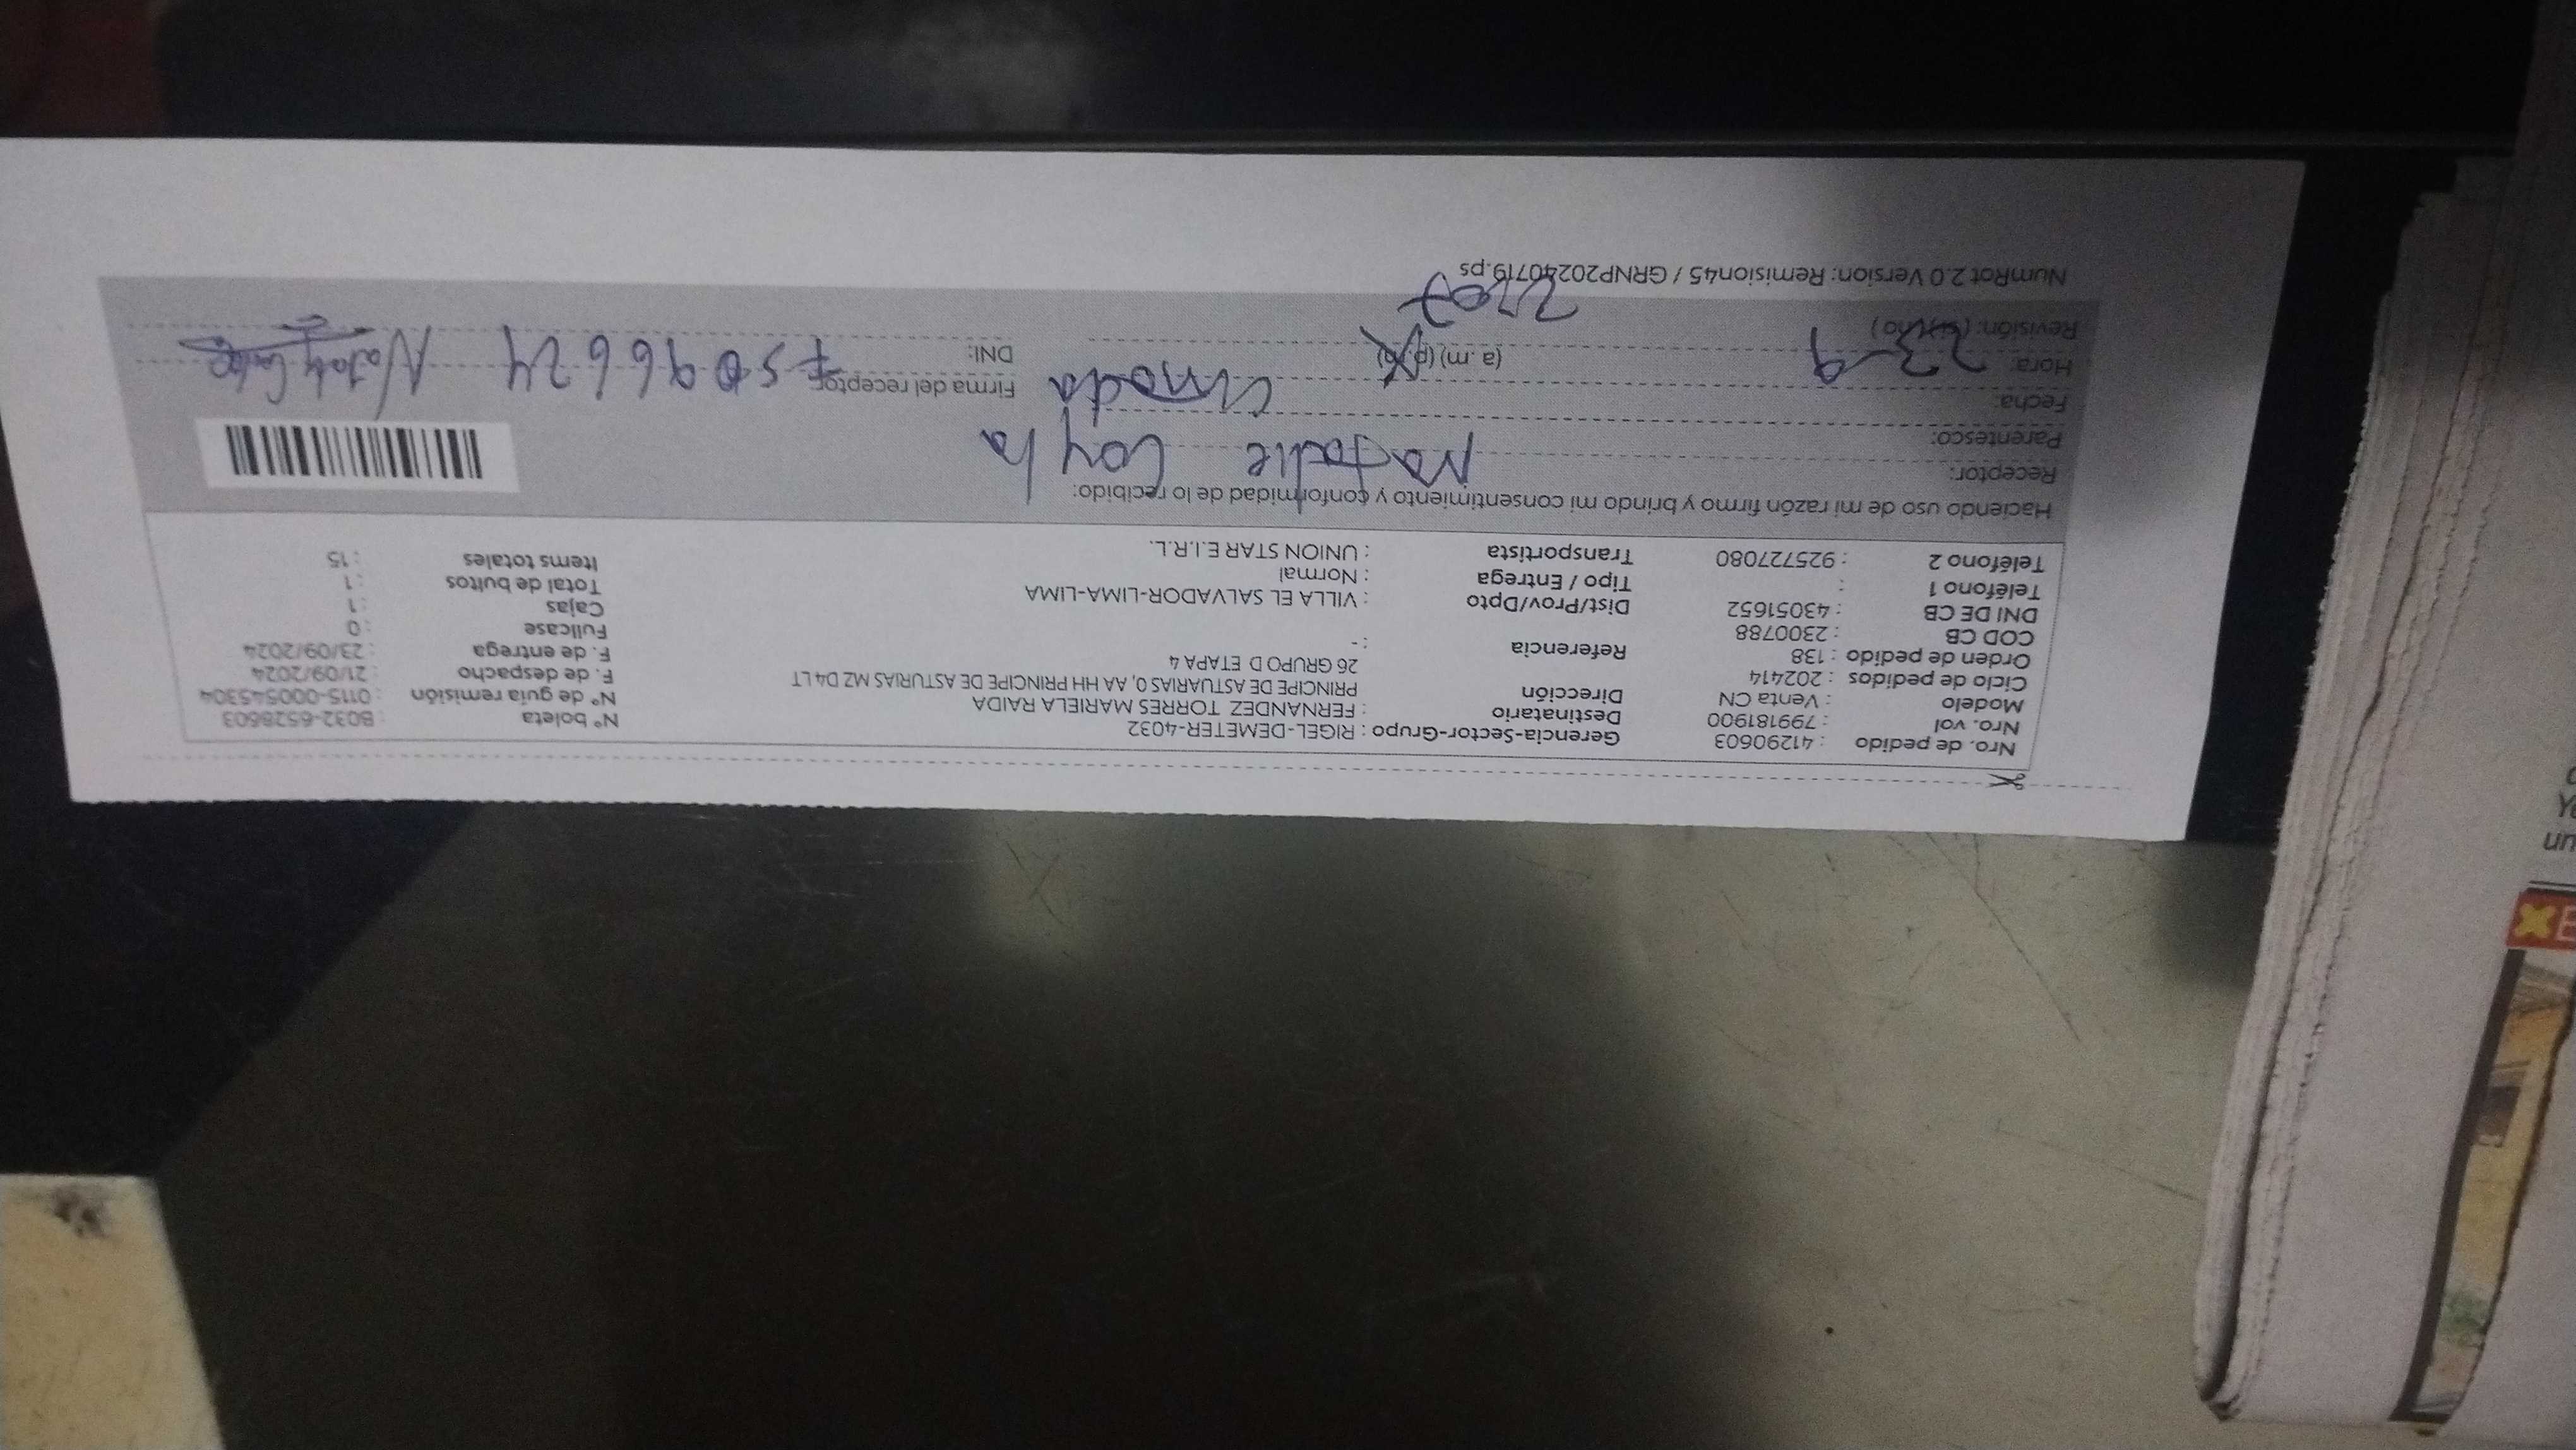 Nro. de pedido : 41290603 Gerencia-Sector-Grupo : RIGEL-DEMETER-4032 N° boleta : B032-6528603
Nro. vol : 799181900 Destinatario : FERNANDEZ TORRES MARIELA RAIDA N° de guía remisión : 0115-0005545304
Modelo : Venta CN Dirección PRINCIPE DE ASTUARIAS 0, AA HH PRINCIPE DE ASTURIAS MZ D4 LT F. de despacho : 21/09/2024
Ciclo de pedidos : 202414 26 GRUPO D ETAPA 4 F. de entrega : 23/09/2024
Orden de pedido : 138 Referencia : - Fullcase : 0
COD CB : 2300788 Cajas : 1
DNI DE CB : 43051652 Dist/Prov/Dpto : VILLA EL SALVADOR-LIMA-LIMA Total de bultos : 1
Teléfono 1 : Tipo / Entrega : Normal Items totales : 15
Teléfono 2 : 925727080 Transportista : UNION STAR E.I.R.L.
Haciendo uso de mi razón firmo y brindo mi consentimiento y conformidad de lo recibido:
Receptor: Natalie
Parentesco:
Fecha: 23-9
Hora: (a .m) (p.m) Firma del receptor
Revisión: (si) (no) DNI: 75096624
NumRot 2.0 Version: Remision45 / GRNP20240719.ps